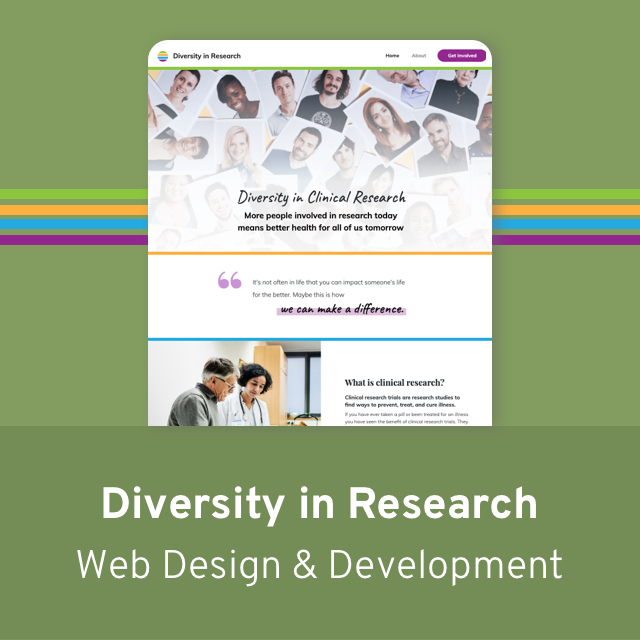 Diversity in Research
Home About Get Involved
Diversity in Clinical Research
More people involved in research today
means better health for all of us tomorrow
“ It's not often in life that you can impact someone's life
for the better. Maybe this is how
we can make a difference.
What is clinical research?
Clinical research trials are research studies to
find ways to prevent, treat, and cure illness.
If you have ever taken a pill or been treated for an illness
you have seen the benefit of clinical research trials. They
Diversity in Research
Web Design & Development